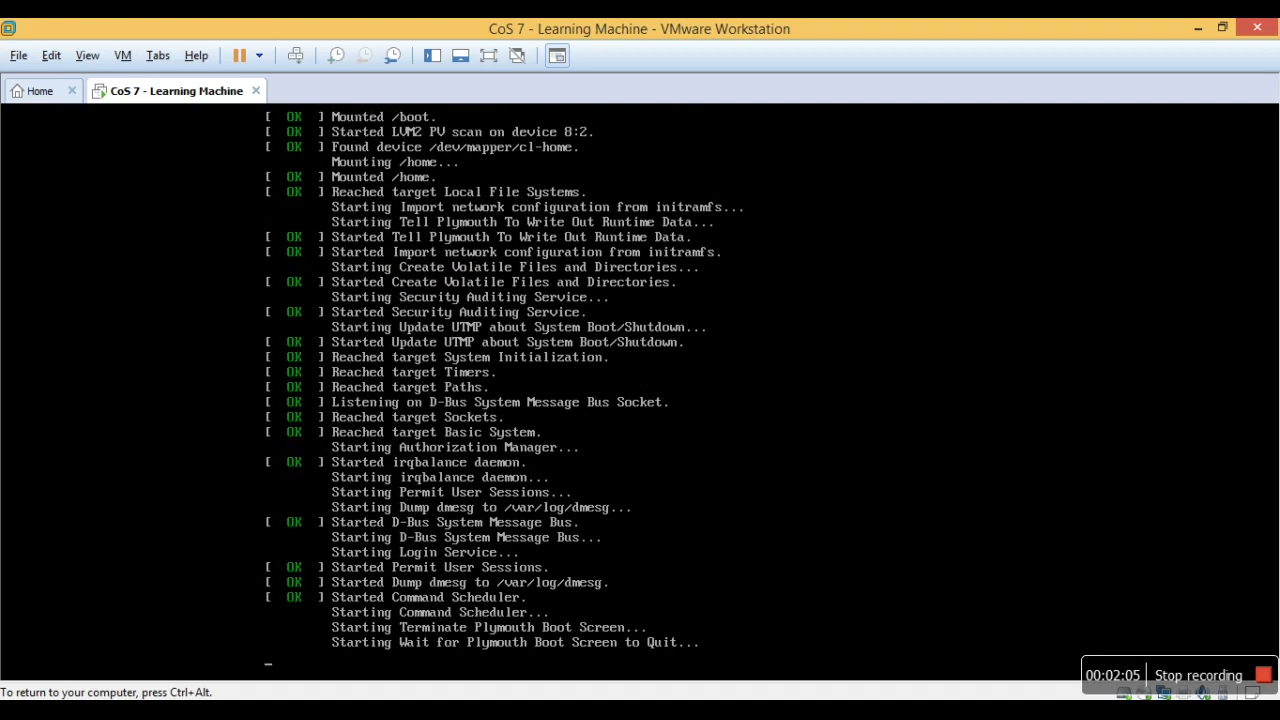 CoS 7 - Learning Machine - VMware Workstation
File Edit View VM Tabs Help
Home CoS 7 - Learning Machine
[ OK ] Mounted /boot.
[ OK ] Started LVM2 PV scan on device 8:2.
[ OK ] Found device /dev/mapper/cl-home.
Mounting /home...
[ OK ] Mounted /home.
[ OK ] Reached target Local File Systems.
Starting Import network configuration from initramfs...
Starting Tell Plymouth To Write Out Runtime Data...
[ OK ] Started Tell Plymouth To Write Out Runtime Data.
[ OK ] Started Import network configuration from initramfs.
Starting Create Volatile Files and Directories...
[ OK ] Started Create Volatile Files and Directories.
Starting Security Auditing Service...
[ OK ] Started Security Auditing Service.
Starting Update UTMP about System Boot/Shutdown...
[ OK ] Started Update UTMP about System Boot/Shutdown.
[ OK ] Reached target System Initialization.
[ OK ] Reached target Timers.
[ OK ] Reached target Paths.
[ OK ] Listening on D-Bus System Message Bus Socket.
[ OK ] Reached target Sockets.
[ OK ] Reached target Basic System.
Starting Authorization Manager...
[ OK ] Started irqbalance daemon.
Starting irqbalance daemon...
Starting Permit User Sessions...
Starting Dump dmesg to /var/log/dmesg...
[ OK ] Started D-Bus System Message Bus.
Starting D-Bus System Message Bus...
Starting Login Service...
[ OK ] Started Permit User Sessions.
[ OK ] Started Dump dmesg to /var/log/dmesg.
[ OK ] Started Command Scheduler.
Starting Command Scheduler...
Starting Terminate Plymouth Boot Screen...
Starting Wait for Plymouth Boot Screen to Quit...
_
00:02:05 Stop recording
To return to your computer, press Ctrl+Alt.